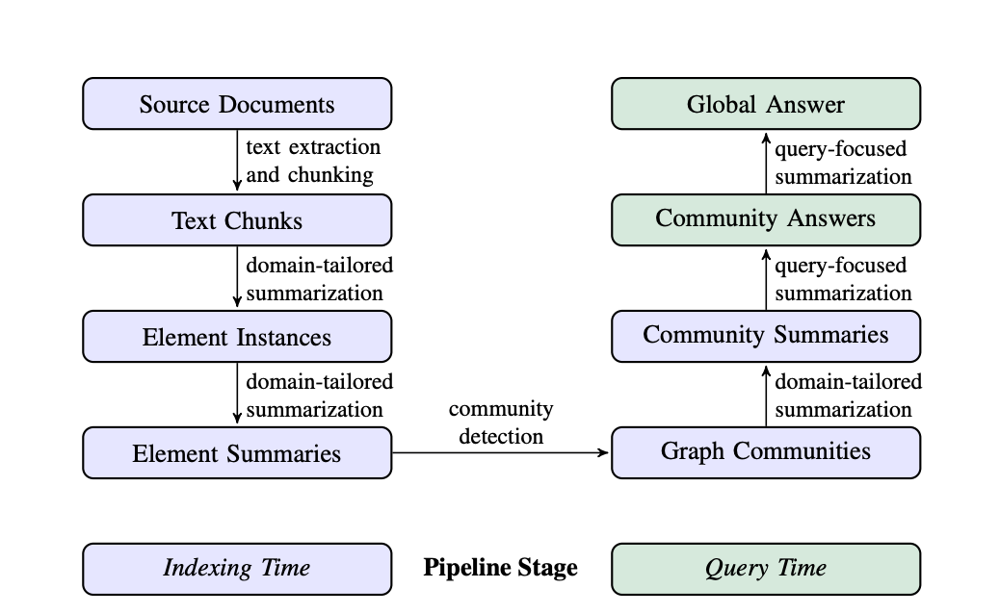 Source Documents
text extraction
and chunking
Text Chunks
domain-tailored
summarization
Element Instances
domain-tailored
summarization
Element Summaries
community
detection
Graph Communities
domain-tailored
summarization
Community Summaries
query-focused
summarization
Community Answers
query-focused
summarization
Global Answer
Indexing Time
Pipeline Stage
Query Time